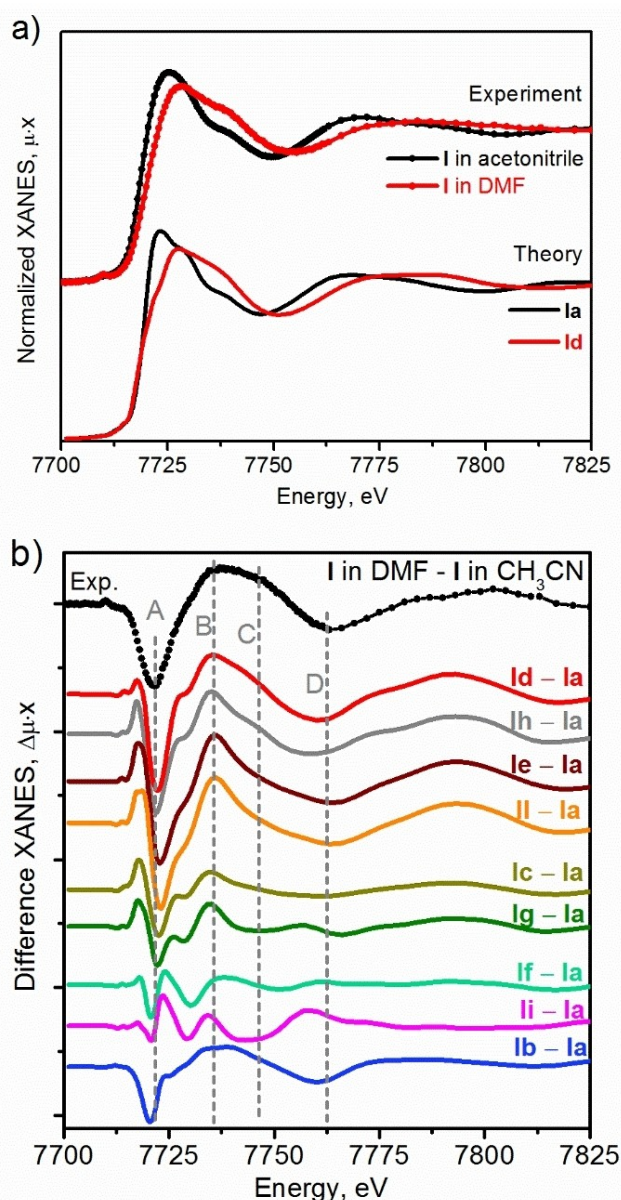 a)
Normalized XANES, μ·x
Experiment
I in acetonitrile
I in DMF
Theory
Ia
Id
7700 7725 7750 7775 7800 7825
Energy, eV
b)
Difference XANES, Δμ·x
Exp.
I in DMF - I in CH₃CN
A
B
C
D
Id – Ia
Ih – Ia
Ie – Ia
Il – Ia
Ic – Ia
Ig – Ia
If – Ia
Ii – Ia
Ib – Ia
7700 7725 7750 7775 7800 7825
Energy, eV